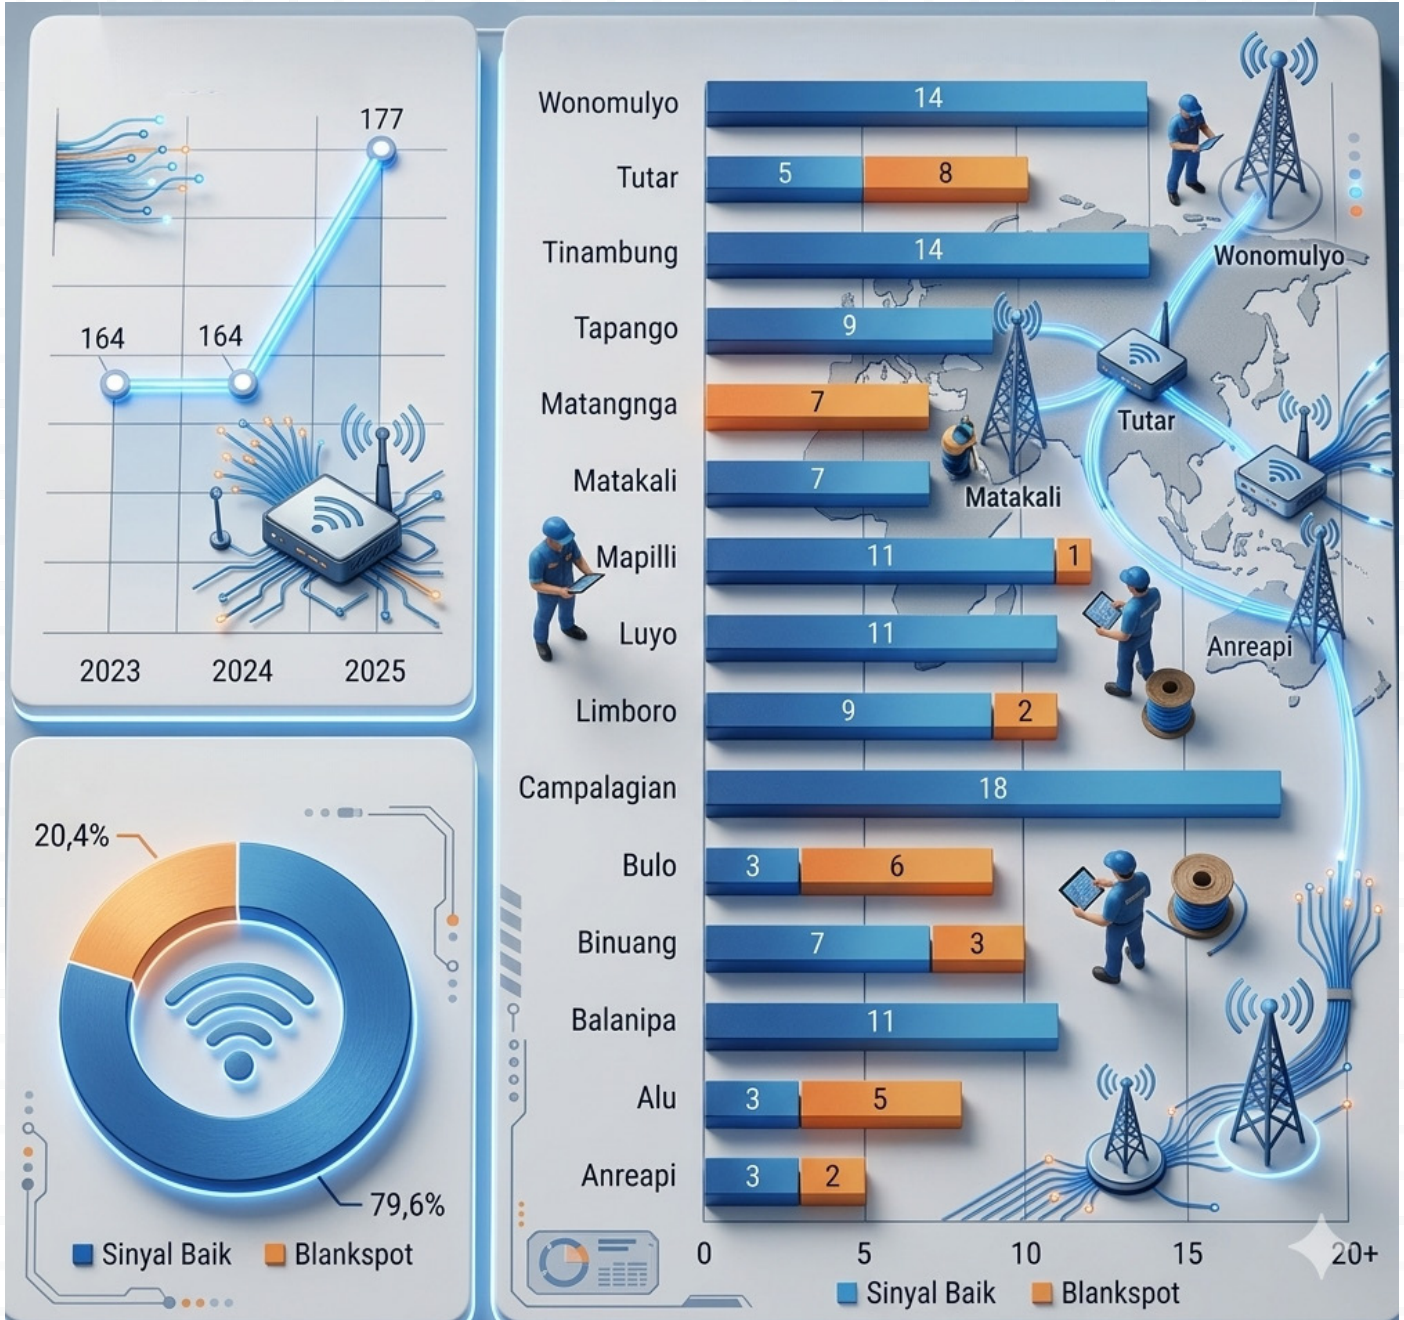 177
164
164
2023
2024
2025
20,4%
79,6%
Sinyal Baik
Blankspot
Wonomulyo
14
Tutar
5
8
Tinambung
14
Tapango
9
Matangnga
7
Matakali
7
Mapilli
11
1
Luyo
11
Limboro
9
2
Campalagian
18
Bulo
3
6
Binuang
7
3
Balanipa
11
Alu
3
5
Anreapi
3
2
0
5
10
15
20+
Sinyal Baik
Blankspot
Wonomulyo
Tutar
Matakali
Anreapi